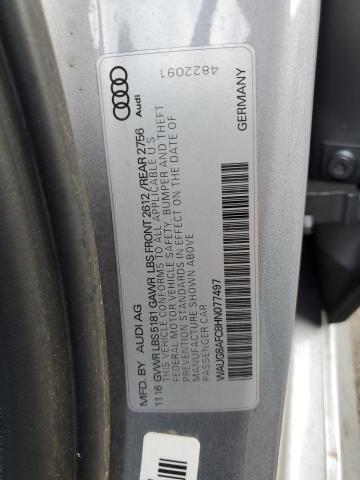 MFD. BY AUDI AG
11 16 GVWR LBS 5181 GAWR LBS FRONT 2612 / REAR 2756
THIS VEHICLE CONFORMS TO ALL APPLICABLE U S
FEDERAL MOTOR VEHICLE SAFETY, BUMPER AND THEFT
PREVENTION STANDARDS IN EFFECT ON THE DATE OF
MANUFACTURE SHOWN ABOVE
PASSENGER CAR
WAUG8AFC8HN077497
Audi
4822091
GERMANY